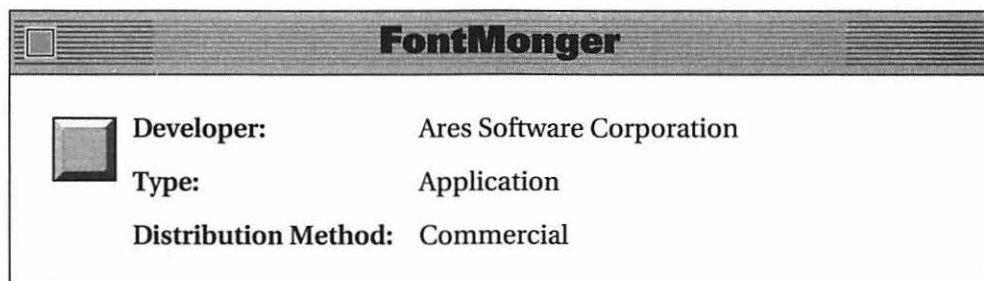 FontMonger
Developer: Ares Software Corporation
Type: Application
Distribution Method: Commercial